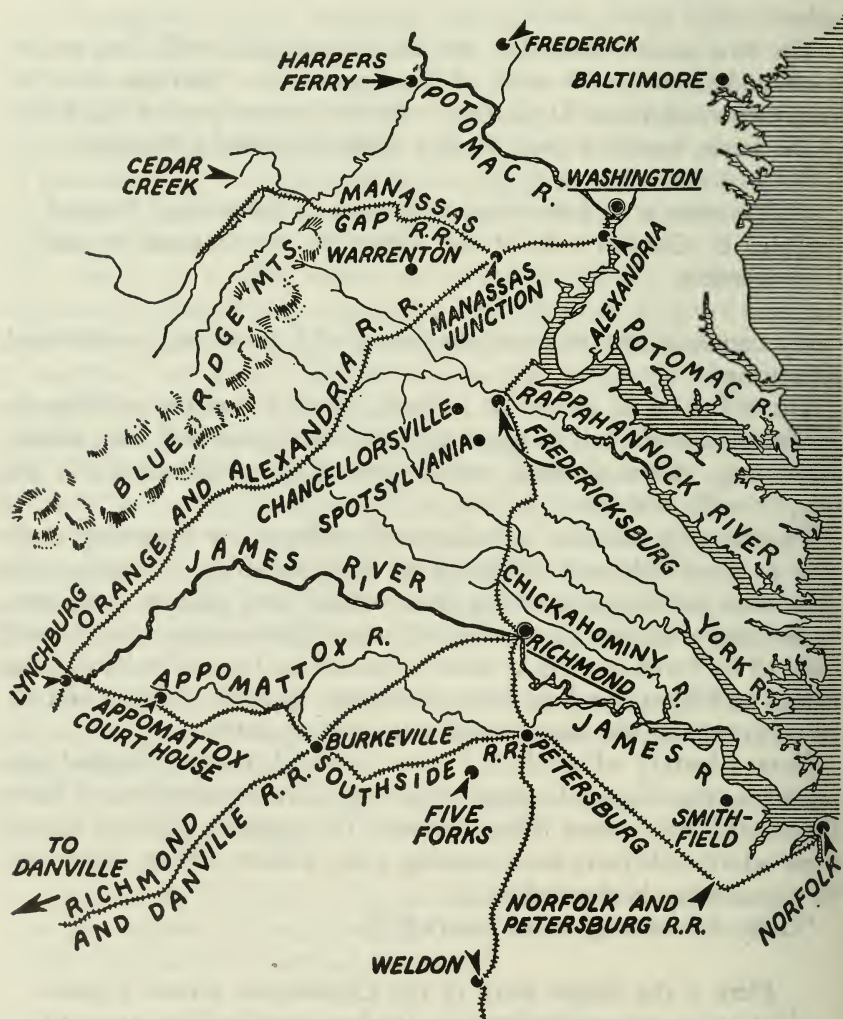 FREDERICK
HARPERS
FERRY
BALTIMORE
POTOMAC R.
CEDAR
CREEK
WASHINGTON
MANASSAS
GAP R.R.
WARRENTON
ALEXANDRIA
MANASSAS
JUNCTION
BLUE RIDGE MTS.
POTOMAC R.
ORANGE AND ALEXANDRIA R. R.
RAPPAHANNOCK RIVER
CHANCELLORSVILLE
SPOTSYLVANIA
FREDERICKSBURG
JAMES RIVER
CHICKAHOMINY R.
YORK R.
LYNCHBURG
RICHMOND
APPOMATTOX R.
APPOMATTOX
COURT HOUSE
JAMES R
BURKEVILLE
SOUTHSIDE R.R.
PETERSBURG
FIVE
FORKS
SMITH-
FIELD
TO
DANVILLE
RICHMOND
AND DANVILLE R.R.
NORFOLK AND
PETERSBURG R.R.
NORFOLK
WELDON